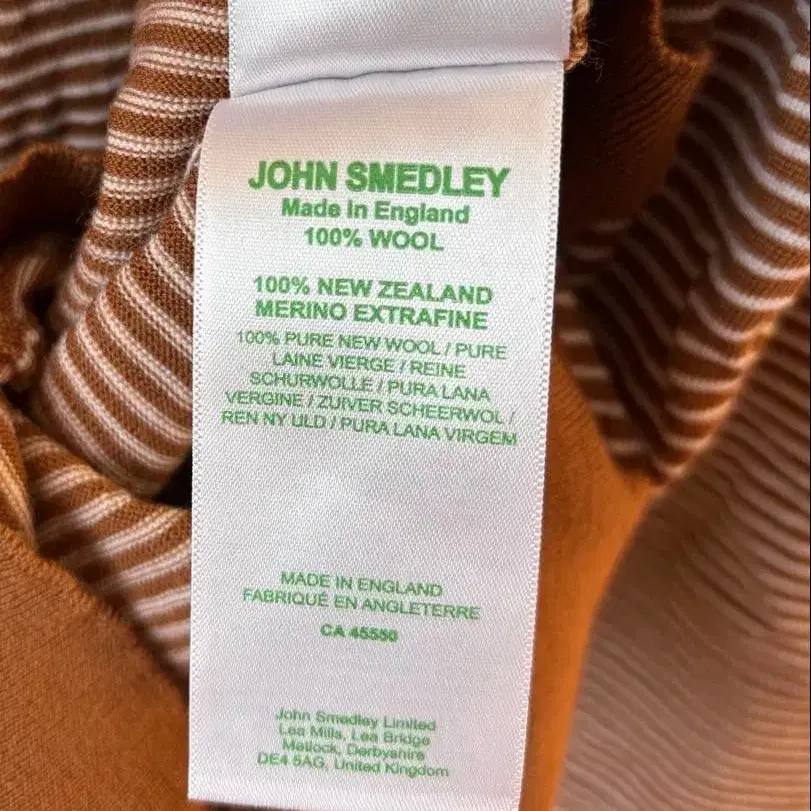 JOHN SMEDLEY
Made in England
100% WOOL
100% NEW ZEALAND
MERINO EXTRAFINE
100% PURE NEW WOOL / PURE
LAINE VIERGE / REINE
SCHURWOLLE / PURA LANA
VERGINE / ZUIVER SCHEERWOL /
REN NY ULD / PURA LANA VIRGEM
MADE IN ENGLAND
FABRIQUÉ EN ANGLETERRE
CA 45550
John Smedley Limited
Lea Mills, Lea Bridge
Matlock, Derbyshire
DE4 5AG, United Kingdom